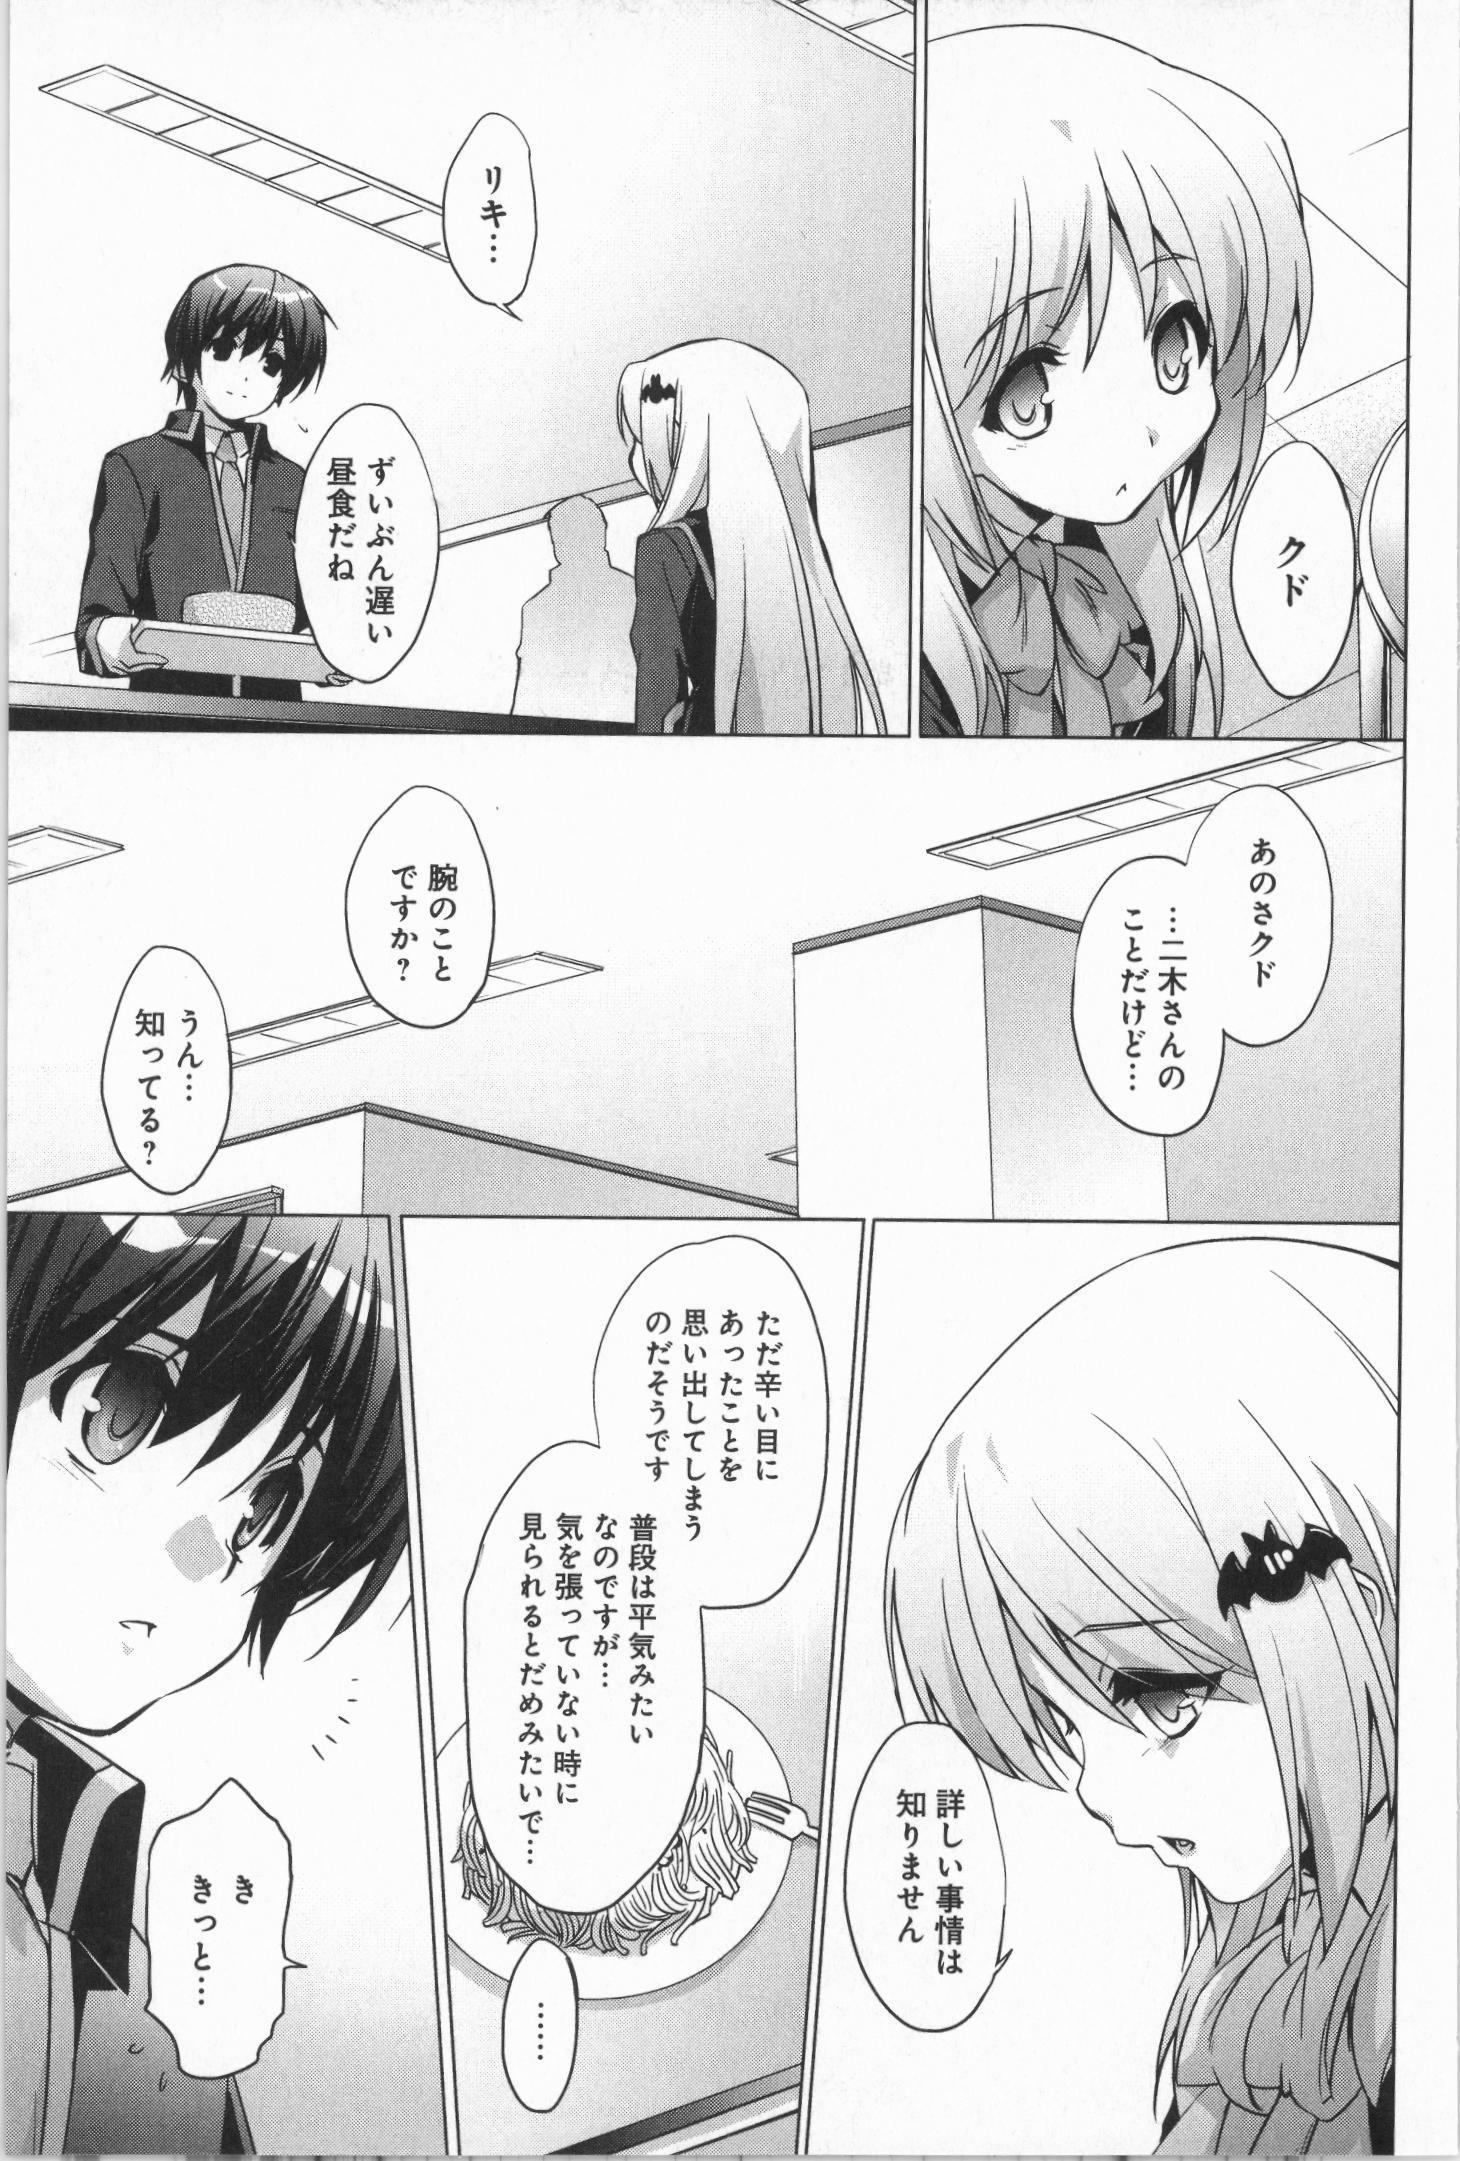 クド
リキ…
ずいぶん遅い
昼食だね
あのさクド
…二木さんの
ことだけど…
腕のこと
ですか?
うん…
知ってる?
詳しい事情は
知りません
ただ辛い目に
あったことを
思い出してしまう
のだそうです
普段は平気みたい
なのですが…
気を張っていない時に
見られるとだめみたいで…
……
き
きっと…